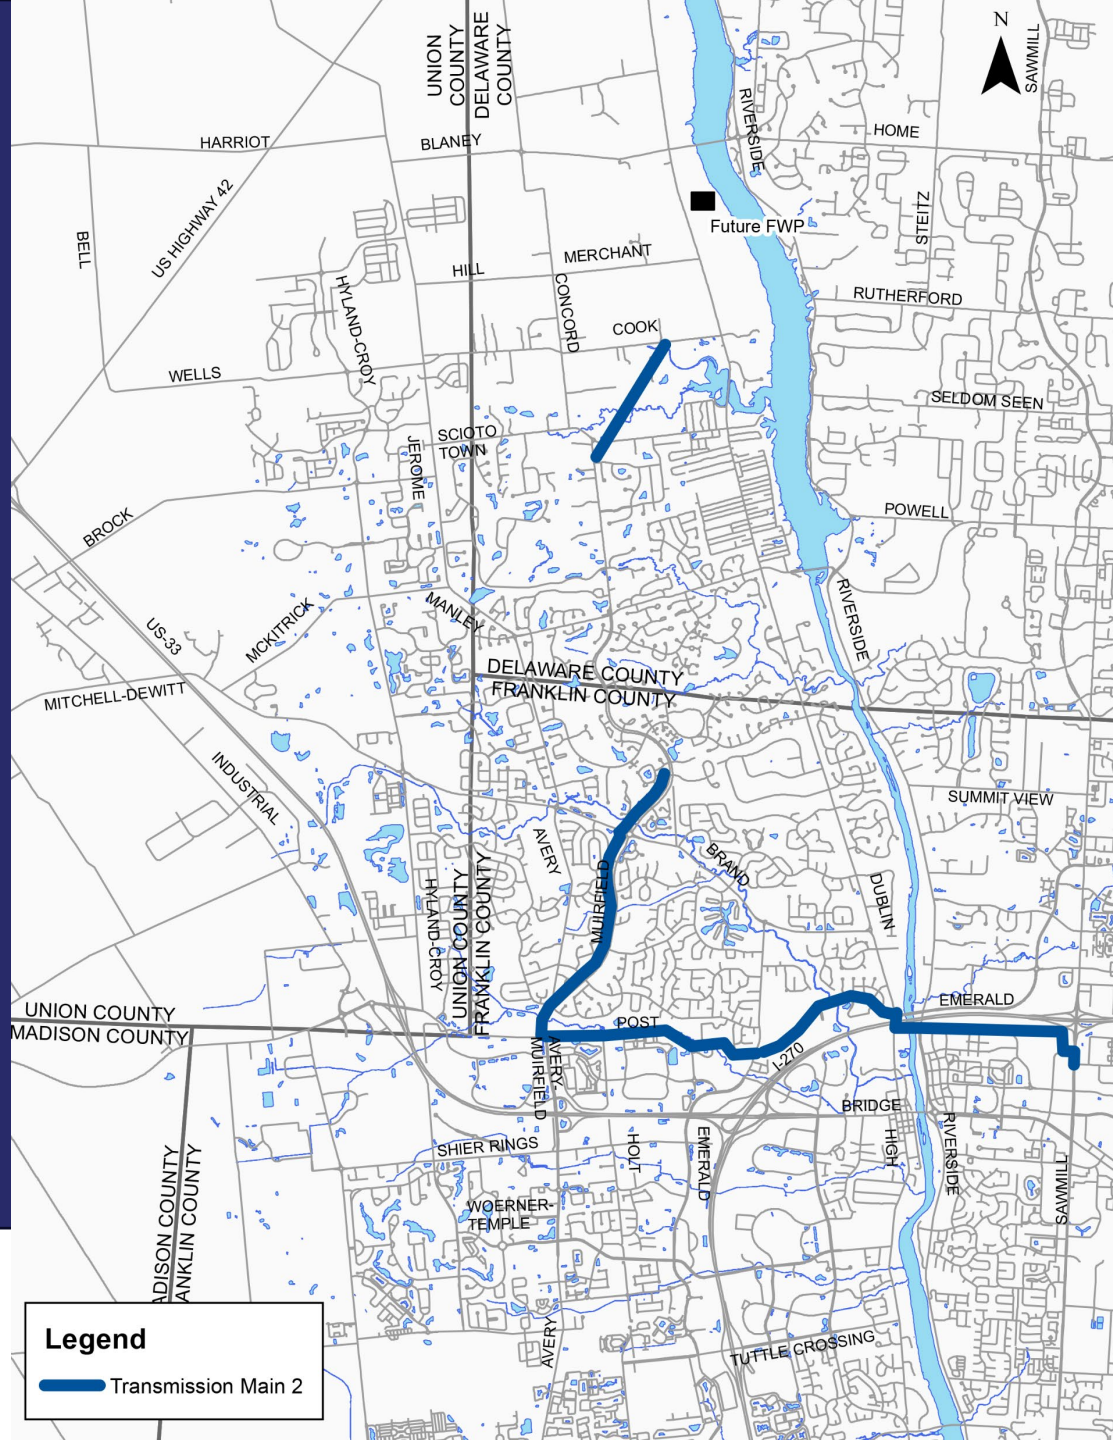 N
UNION
COUNTY
DELAWARE
COUNTY
SAWMILL
RIVERSIDE
HOME
HARRIOT
BLANEY
US HIGHWAY 42
STEITZ
Future FWP
BELL
MERCHANT
HILL
CONCORD
HYLAND-CROY
RUTHERFORD
COOK
WELLS
SELDOM SEEN
SCIOTO
TOWN
JEROME
POWELL
BROCK
RIVERSIDE
MANLEY
MCKITRICK
US-33
DELAWARE COUNTY
FRANKLIN COUNTY
MITCHELL-DEWITT
INDUSTRIAL
SUMMIT VIEW
AVERY
BRAND
MUIRFIELD
DUBLIN
HYLAND-CROY
UNION COUNTY
FRANKLIN COUNTY
EMERALD
UNION COUNTY
MADISON COUNTY
POST
AVERY
MUIRFIELD
I-270
BRIDGE
SHIER RINGS
HOLT
EMERALD
HIGH
RIVERSIDE
SAWMILL
WOERNER-
TEMPLE
ADISON COUNTY
ANKLIN COUNTY
AVERY
TUTTLE CROSSING
Legend
Transmission Main 2